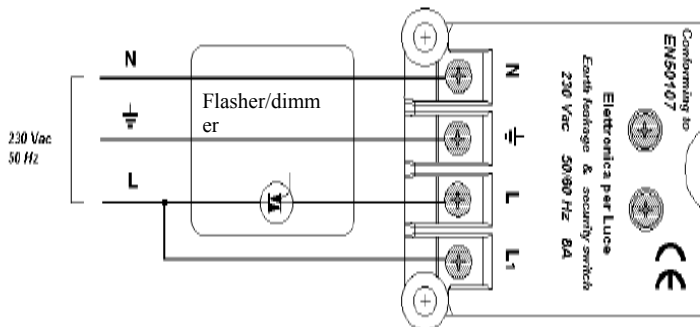 N
Flasher/dimm
er
230 Vac
50 Hz
L
N
L
L1
Elettronica per Luce
Earth leakage & security switch
230 Vac 50/60 Hz 8A
Conforming to
EN50107
CE